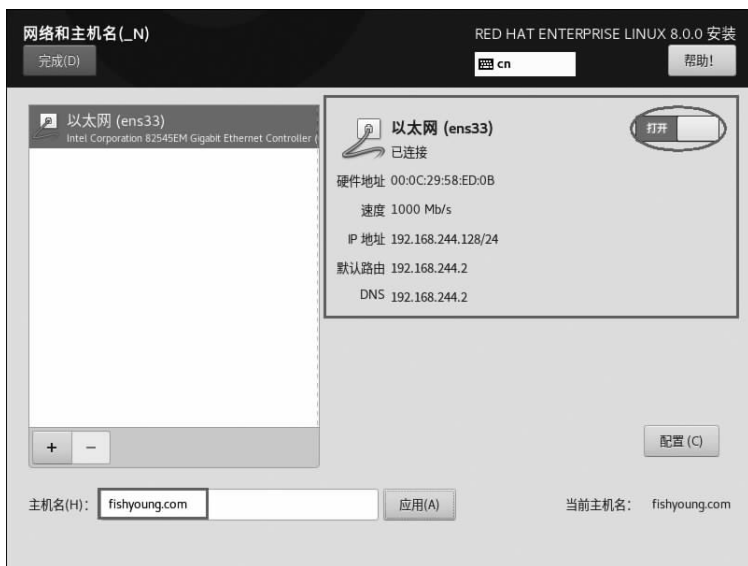 网络和主机名(_N)
RED HAT ENTERPRISE LINUX 8.0.0 安装
完成(D)
cn
帮助!
以太网 (ens33)
Intel Corporation 82545EM Gigabit Ethernet Controller (
以太网 (ens33)
已连接
打开
硬件地址 00:0C:29:58:ED:0B
速度 1000 Mb/s
IP 地址 192.168.244.128/24
默认路由 192.168.244.2
DNS 192.168.244.2
+ −
配置 (C)
主机名(H): fishyoung.com
应用(A)
当前主机名: fishyoung.com